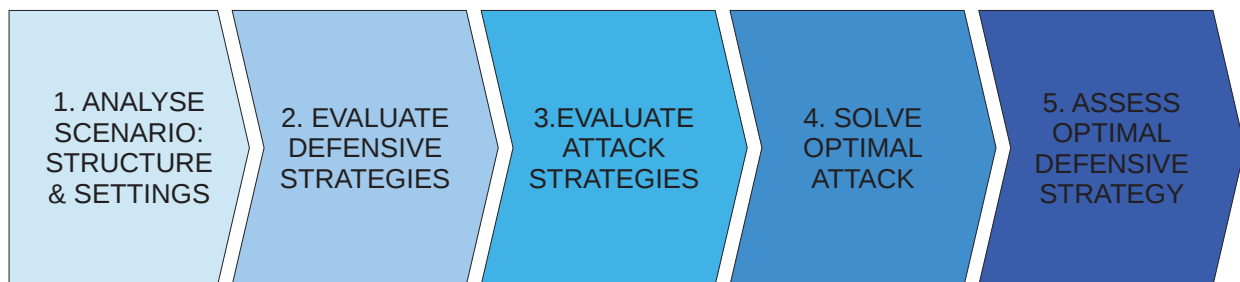 1. ANALYSE
SCENARIO:
STRUCTURE
& SETTINGS
2. EVALUATE
DEFENSIVE
STRATEGIES
3.EVALUATE
ATTACK
STRATEGIES
4. SOLVE
OPTIMAL
ATTACK
5. ASSESS
OPTIMAL
DEFENSIVE
STRATEGY